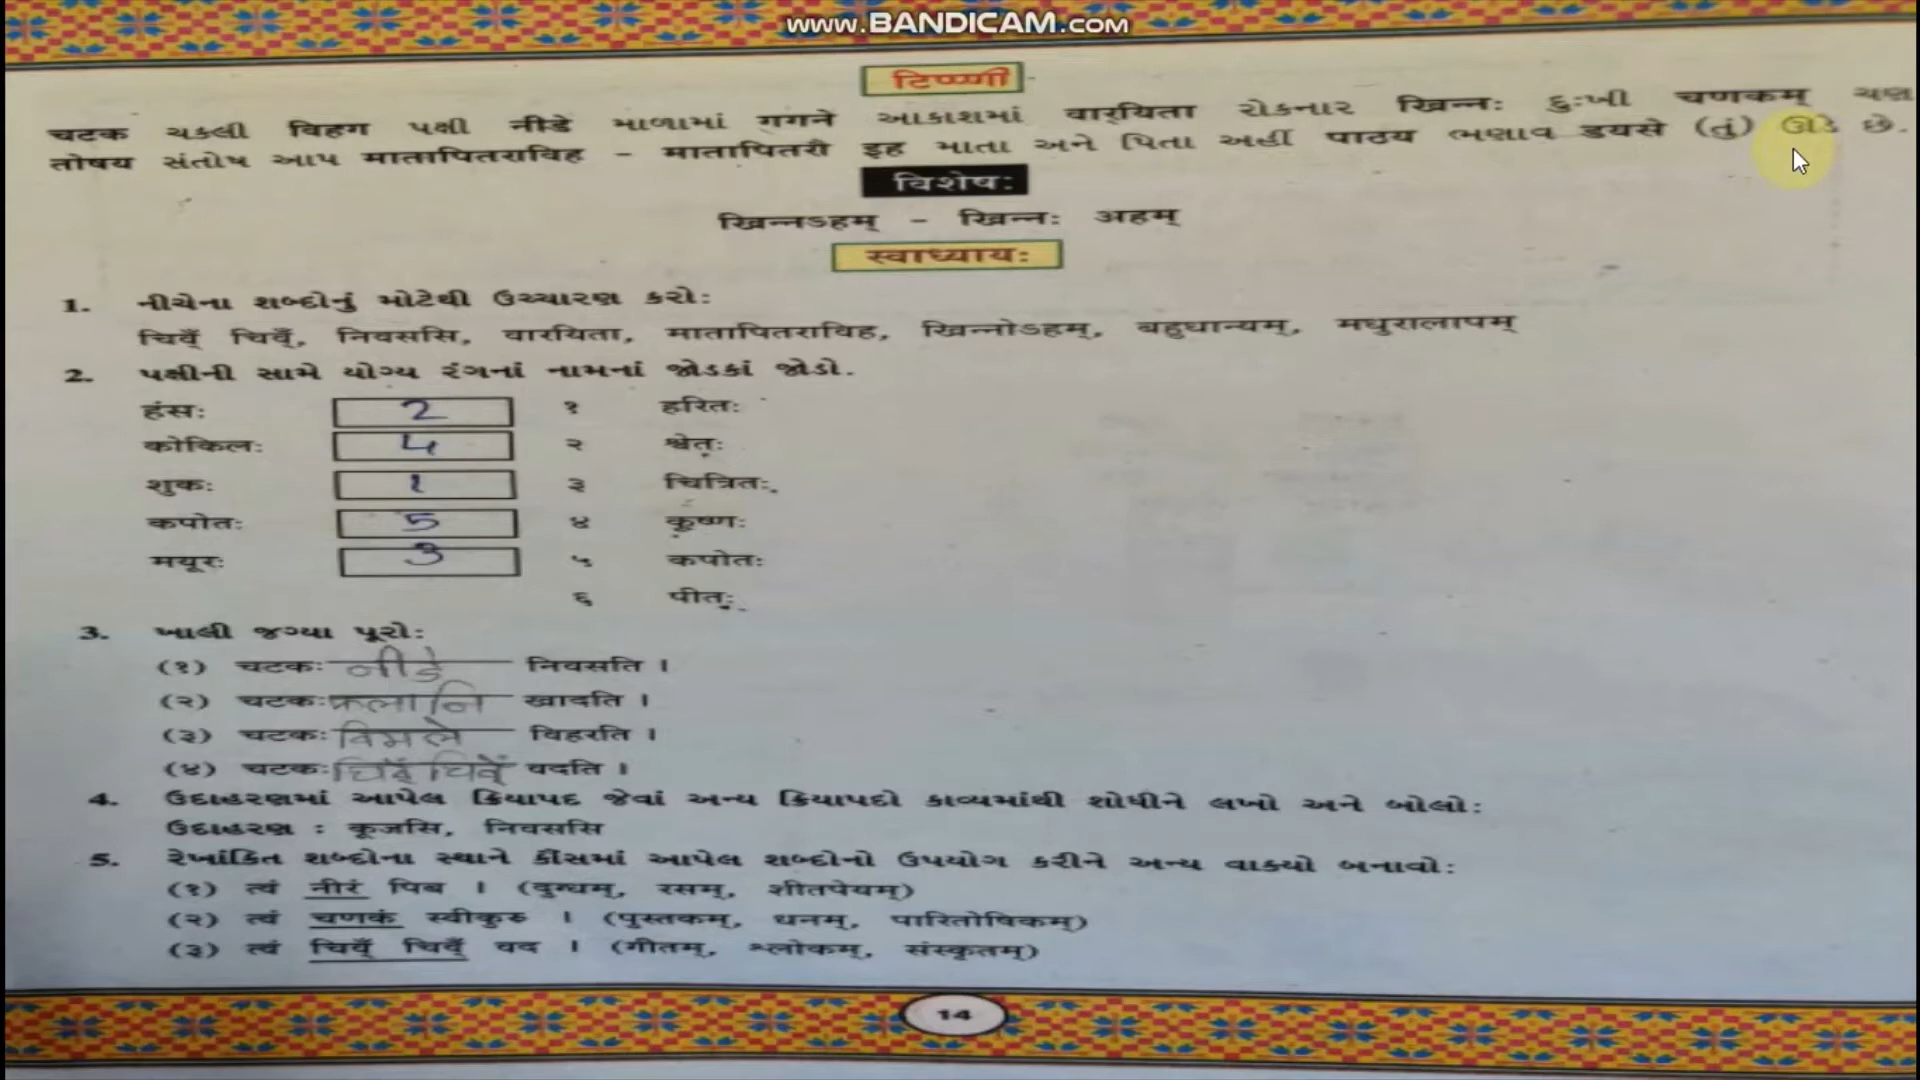 www.BANDICAM.com
टिप्पणी
चटक ચકલી विहग પક્ષી नीडे માળામાં गगने આકાશમાં वारयिता રોકનાર खिन्नः દુઃખી चणकम् ચણ
तोषय સંતોષ આપ मातापितराविह - मातापितरौ इह માતા અને પિતા અહીં पाठय ભણાવ डयसे (તું) ઊડે છે.
विशेषः
खिन्नऽहम् - खिन्नः अहम्
स्वाध्यायः
1. નીચેના શબ્દોનું મોટેથી ઉચ્ચારણ કરો:
चिवूँ चिवूँ, निवससि, वारयिता, मातापितराविह, खिन्नोऽहम्, बहुधान्यम्, मधुरालापम्
2. પક્ષીની સામે યોગ્ય રંગનાં નામનાં જોડકાં જોડો.
हंसः 2 १ हरितः
कोकिलः 4 २ श्वेतः
शुकः 1 ३ चित्रितः
कपोतः 5 ४ कृष्णः
मयूरः 3 ५ कपोतः
६ पीतः
3. ખાલી જગ્યા પૂરો:
(१) चटकः नीडे निवसति ।
(२) चटकः फलानि खादति ।
(३) चटकः विमले विहरति ।
(४) चटकः चिवूँ चिवूँ वदति ।
4. ઉદાહરણમાં આપેલ ક્રિયાપદ જેવાં અન્ય ક્રિયાપદો કાવ્યમાંથી શોધીને લખો અને બોલો:
ઉદાહરણ : कूजसि, निवससि
5. રેખાંકિત શબ્દોના સ્થાને કૌંસમાં આપેલ શબ્દોનો ઉપયોગ કરીને અન્ય વાક્યો બનાવો:
(१) त्वं नीरं पिब । (दुग्धम्, रसम्, शीतपेयम्)
(२) त्वं चणकं स्वीकुरु । (पुस्तकम्, धनम्, पारितोषिकम्)
(३) त्वं चिवूँ चिवूँ वद । (गीतम्, श्लोकम्, संस्कृतम्)
14